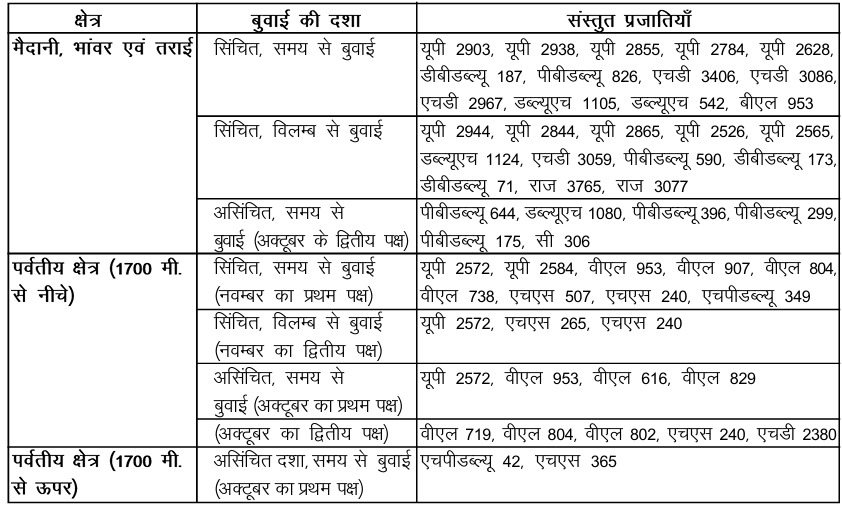 क्षेत्र बुवाई की दशा संस्तुत प्रजातियाँ
मैदानी, भांवर एवं तराई सिंचित, समय से बुवाई यूपी 2903, यूपी 2938, यूपी 2855, यूपी 2784, यूपी 2628,
डीबीडब्ल्यू 187, पीबीडब्ल्यू 826, एचडी 3406, एचडी 3086,
एचडी 2967, डब्ल्यूएच 1105, डब्ल्यूएच 542, बीएल 953
सिंचित, विलम्ब से बुवाई यूपी 2944, यूपी 2844, यूपी 2865, यूपी 2526, यूपी 2565,
डब्ल्यूएच 1124, एचडी 3059, पीबीडब्ल्यू 590, डीबीडब्ल्यू 173,
डीबीडब्ल्यू 71, राज 3765, राज 3077
असिंचित, समय से पीबीडब्ल्यू 644, डब्ल्यूएच 1080, पीबीडब्ल्यू 396, पीबीडब्ल्यू 299,
बुवाई (अक्टूबर के द्वितीय पक्ष) पीबीडब्ल्यू 175, सी 306
पर्वतीय क्षेत्र (1700 मी. सिंचित, समय से बुवाई यूपी 2572, यूपी 2584, वीएल 953, वीएल 907, वीएल 804,
से नीचे) (नवम्बर का प्रथम पक्ष) वीएल 738, एचएस 507, एचएस 240, एचपीडब्ल्यू 349
सिंचित, विलम्ब से बुवाई यूपी 2572, एचएस 265, एचएस 240
(नवम्बर का द्वितीय पक्ष)
असिंचित, समय से यूपी 2572, वीएल 953, वीएल 616, वीएल 829
बुवाई (अक्टूबर का प्रथम पक्ष)
(अक्टूबर का द्वितीय पक्ष) वीएल 719, वीएल 804, वीएल 802, एचएस 240, एचडी 2380
पर्वतीय क्षेत्र (1700 मी. असिंचित दशा, समय से बुवाई एचपीडब्ल्यू 42, एचएस 365
से ऊपर) (अक्टूबर का प्रथम पक्ष)